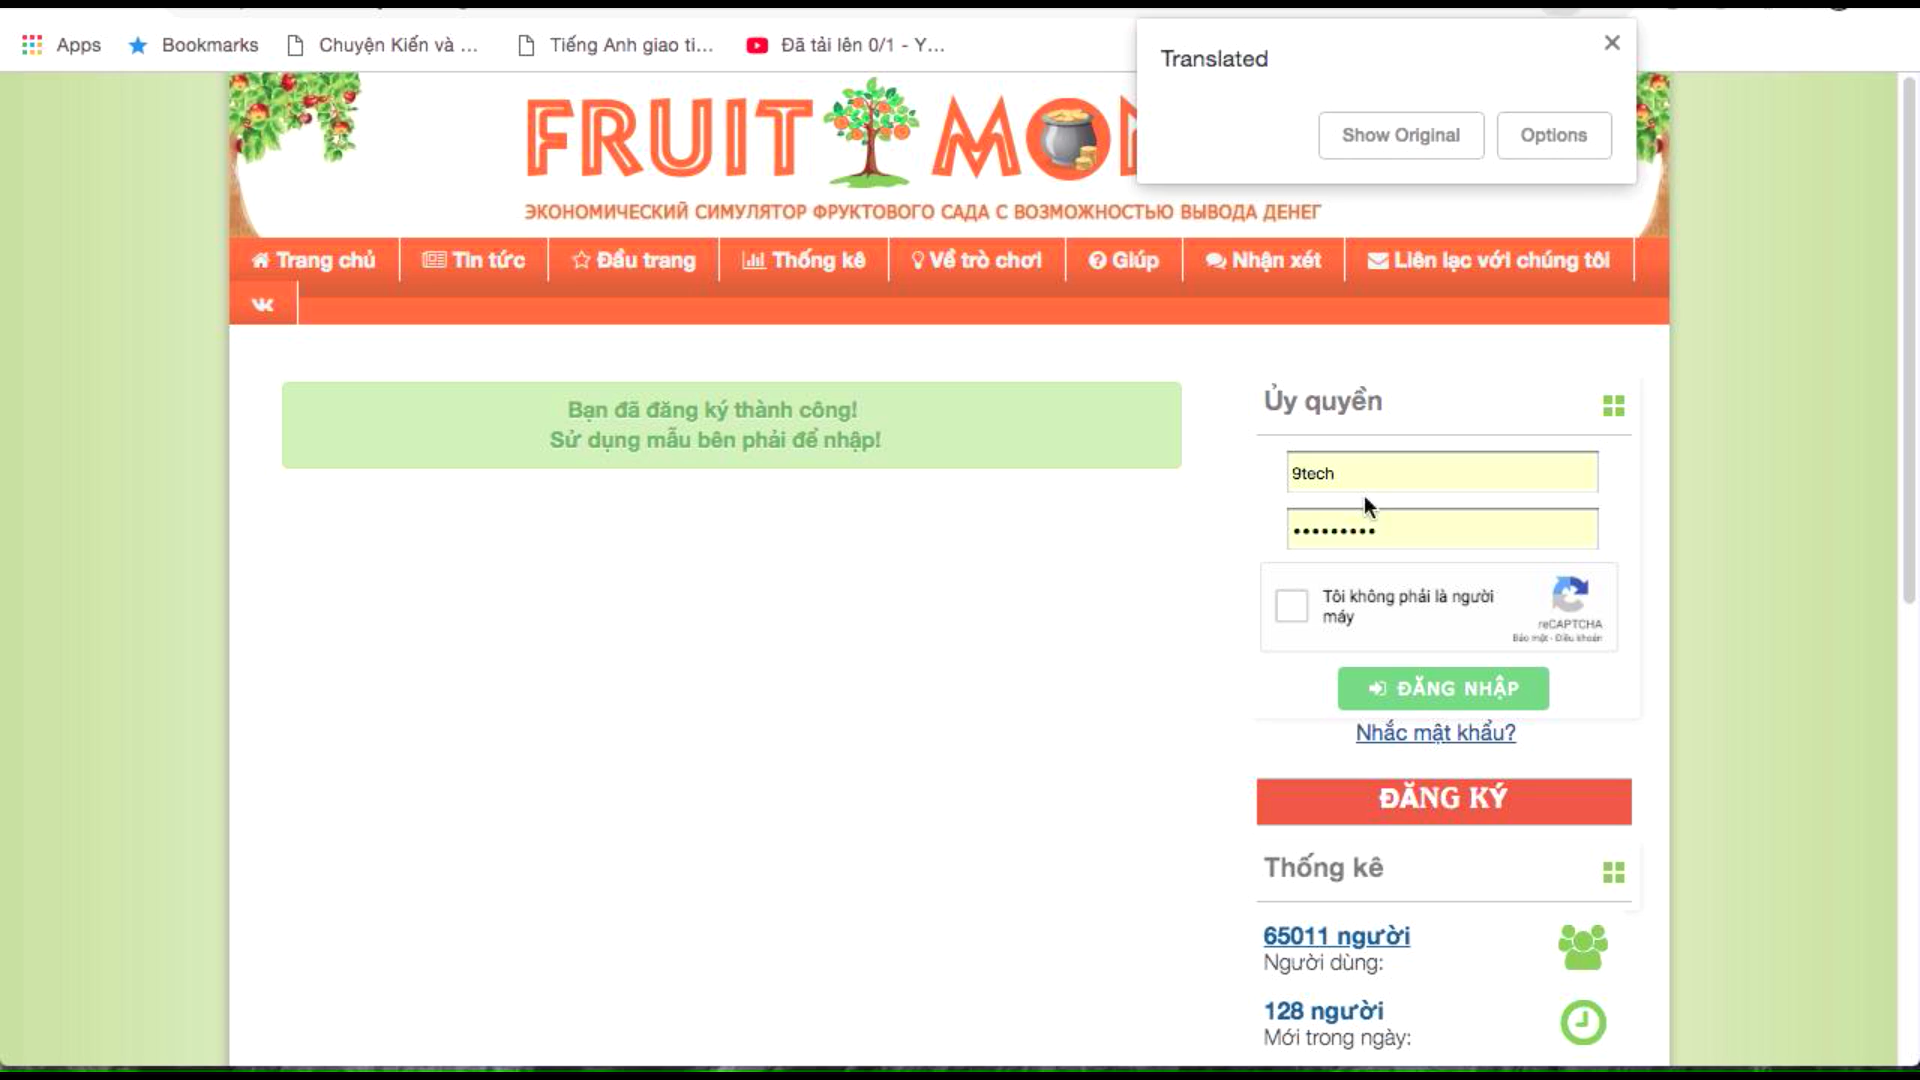 Apps
Bookmarks
Chuyện Kiến và ...
Tiếng Anh giao ti...
Đã tải lên 0/1 - Y...
Translated
Show Original
Options
FRUIT MO
ЭКОНОМИЧЕСКИЙ СИМУЛЯТОР ФРУКТОВОГО САДА С ВОЗМОЖНОСТЬЮ ВЫВОДА ДЕНЕГ
Trang chủ
Tin tức
Đầu trang
Thống kê
Về trò chơi
Giúp
Nhận xét
Liên lạc với chúng tôi
Bạn đã đăng ký thành công!
Sử dụng mẫu bên phải để nhập!
Ủy quyền
9tech
Tôi không phải là người
máy
reCAPTCHA
Bảo mật - Điều khoản
ĐĂNG NHẬP
Nhắc mật khẩu?
ĐĂNG KÝ
Thống kê
65011 người
Người dùng:
128 người
Mới trong ngày: